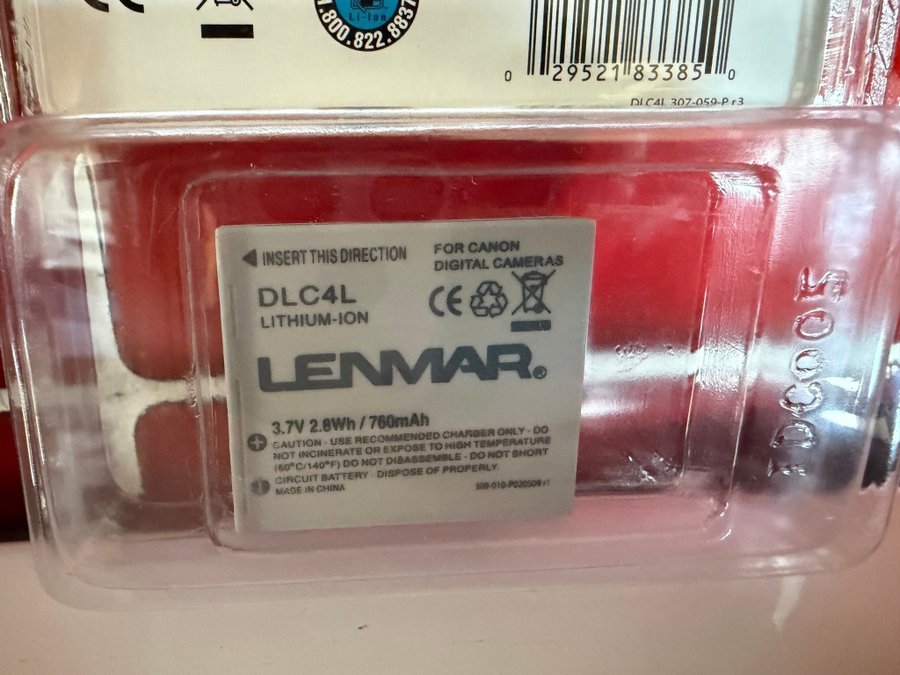 1.800.822.8837
Li-Ion
0 29521 83385 0
DLC4L 307-059-P r3
INSERT THIS DIRECTION
FOR CANON
DIGITAL CAMERAS
DLC4L
LITHIUM-ION
CE
LENMAR®
3.7V 2.8Wh / 760mAh
CAUTION - USE RECOMMENDED CHARGER ONLY - DO
NOT INCINERATE OR EXPOSE TO HIGH TEMPERATURE
(60°C/140°F) DO NOT DISASSEMBLE - DO NOT SHORT
CIRCUIT BATTERY - DISPOSE OF PROPERLY.
MADE IN CHINA